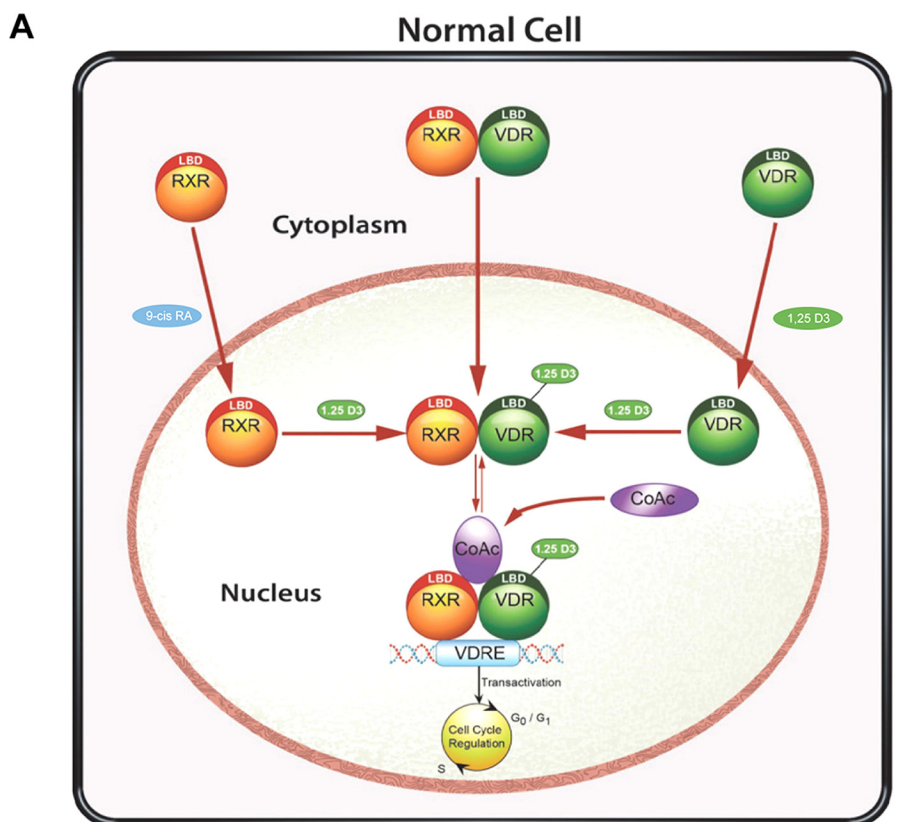 A
Normal Cell
LBD
RXR
LBD
VDR
LBD
RXR
LBD
VDR
Cytoplasm
9-cis RA
1,25 D3
1.25 D3
LBD
RXR
1.25 D3
LBD
RXR
LBD
VDR
1.25 D3
LBD
VDR
CoAc
CoAc
1.25 D3
Nucleus
LBD
RXR
LBD
VDR
VDRE
Transactivation
G0 / G1
Cell Cycle
Regulation
S